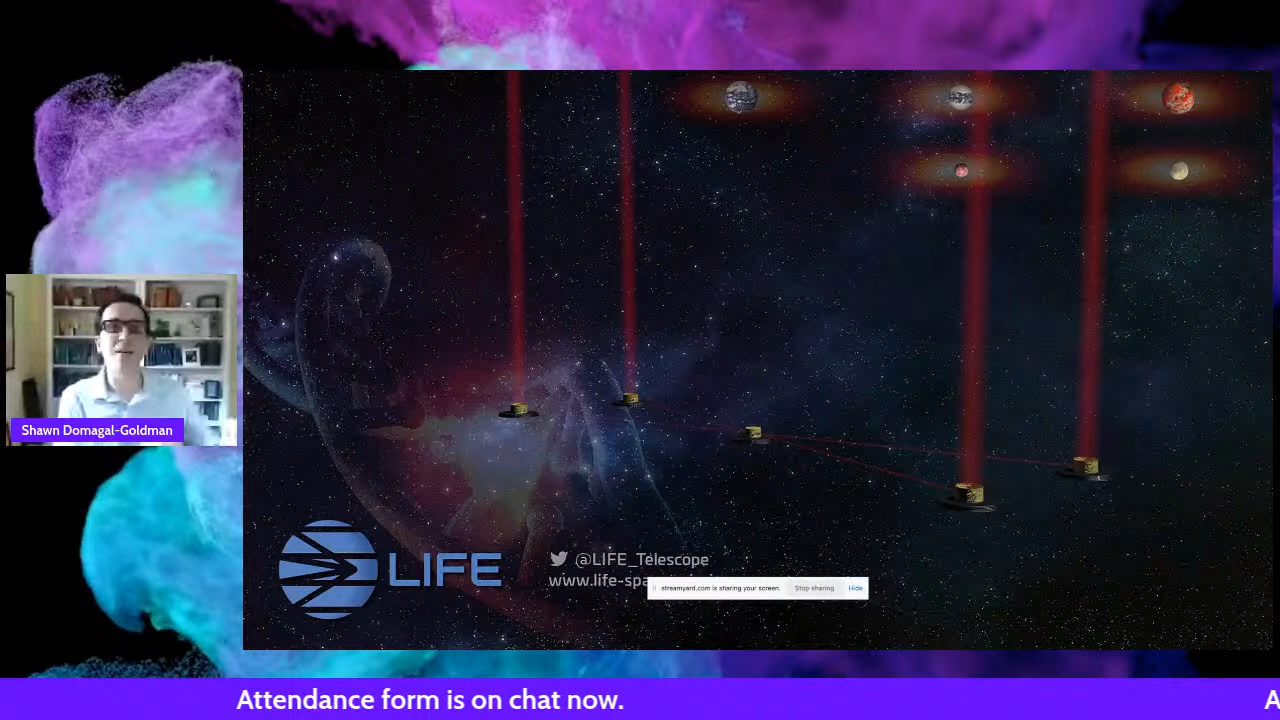 Shawn Domagal-Goldman
LIFE
@LIFE_Telescope
www.life-spa
streamyard.com is sharing your screen.
Stop sharing
Hide
Attendance form is on chat now.
A